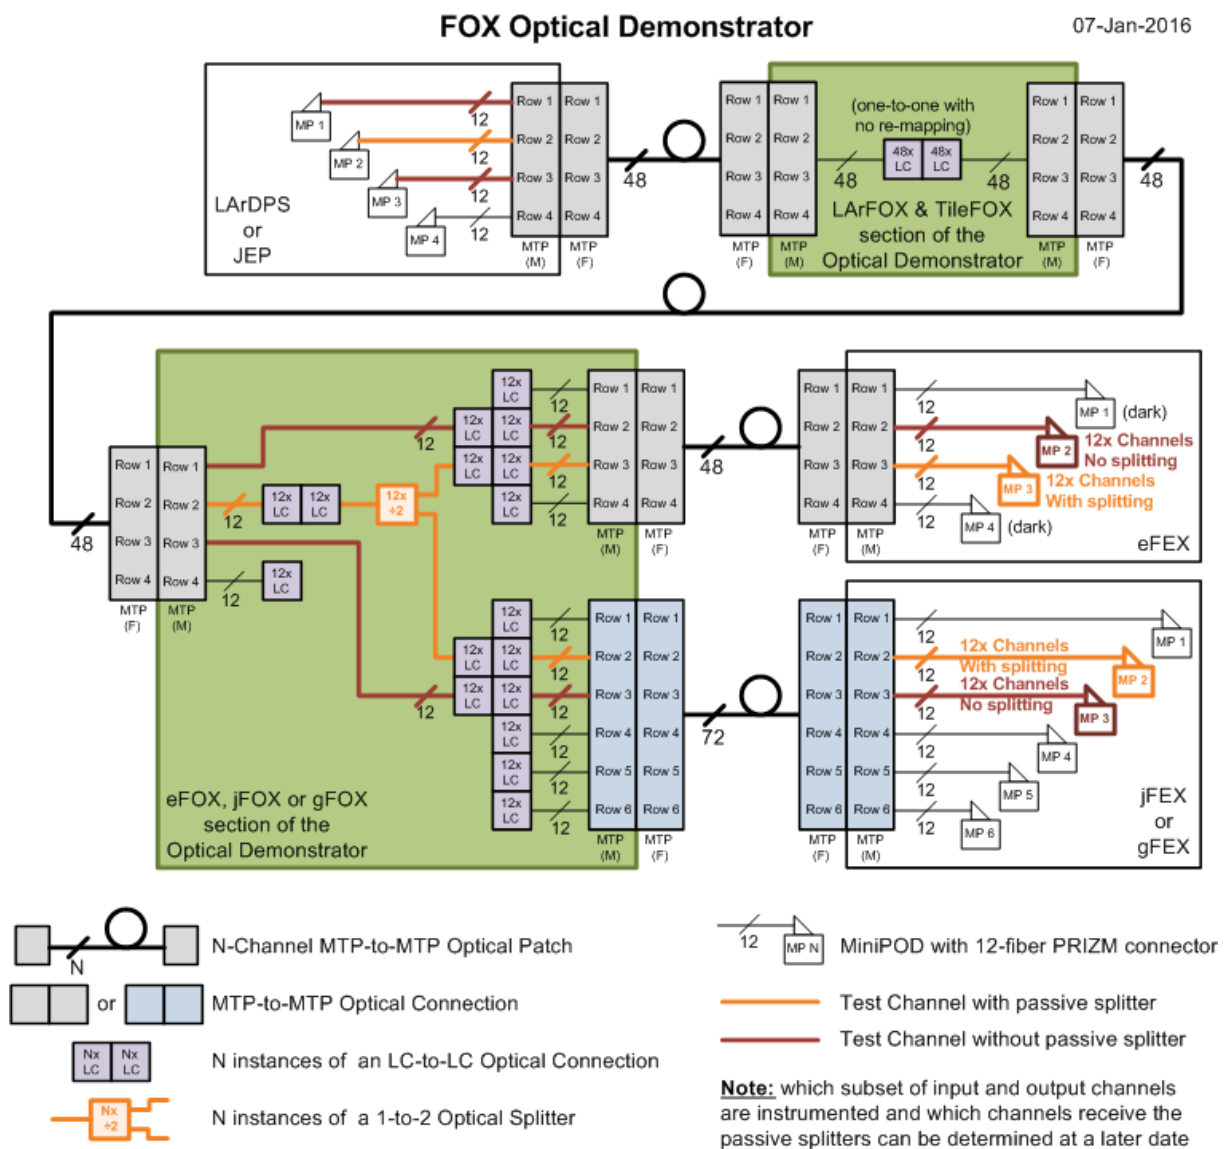 FOX Optical Demonstrator
07-Jan-2016
MP 1
MP 2
MP 3
MP 4
12
12
12
12
LArDPS
or
JEP
Row 1
Row 2
Row 3
Row 4
MTP
(M)
Row 1
Row 2
Row 3
Row 4
MTP
(F)
48
Row 1
Row 2
Row 3
Row 4
MTP
(F)
Row 1
Row 2
Row 3
Row 4
MTP
(M)
(one-to-one with
no re-mapping)
48
48x
LC
48x
LC
48
LArFOX & TileFOX
section of the
Optical Demonstrator
Row 1
Row 2
Row 3
Row 4
MTP
(M)
Row 1
Row 2
Row 3
Row 4
MTP
(F)
48
48
Row 1
Row 2
Row 3
Row 4
MTP
(F)
Row 1
Row 2
Row 3
Row 4
MTP
(M)
12
12x
LC
12x
LC
12x
÷2
12
12x
LC
12
12x
LC
12x
LC
12x
LC
12x
LC
12x
LC
12x
LC
12
12
12
12
Row 1
Row 2
Row 3
Row 4
MTP
(M)
Row 1
Row 2
Row 3
Row 4
MTP
(F)
48
Row 1
Row 2
Row 3
Row 4
MTP
(F)
Row 1
Row 2
Row 3
Row 4
MTP
(M)
12
12
12
12
MP 1
(dark)
MP 2
12x Channels
No splitting
MP 3
12x Channels
With splitting
MP 4
(dark)
eFEX
12
12x
LC
12x
LC
12x
LC
12x
LC
12x
LC
12x
LC
12x
LC
12x
LC
12
12
12
12
12
12
Row 1
Row 2
Row 3
Row 4
Row 5
Row 6
MTP
(M)
Row 1
Row 2
Row 3
Row 4
Row 5
Row 6
MTP
(F)
72
Row 1
Row 2
Row 3
Row 4
Row 5
Row 6
MTP
(F)
Row 1
Row 2
Row 3
Row 4
Row 5
Row 6
MTP
(M)
12
12
12
12
12
12
MP 1
12x Channels
With splitting
MP 2
12x Channels
No splitting
MP 3
MP 4
MP 5
MP 6
jFEX
or
gFEX
eFOX, jFOX or gFOX
section of the
Optical Demonstrator
N
N-Channel MTP-to-MTP Optical Patch
or
MTP-to-MTP Optical Connection
Nx
LC
Nx
LC
N instances of an LC-to-LC Optical Connection
Nx
÷2
N instances of a 1-to-2 Optical Splitter
12
MP N
MiniPOD with 12-fiber PRIZM connector
Test Channel with passive splitter
Test Channel without passive splitter
Note: which subset of input and output channels
are instrumented and which channels receive the
passive splitters can be determined at a later date